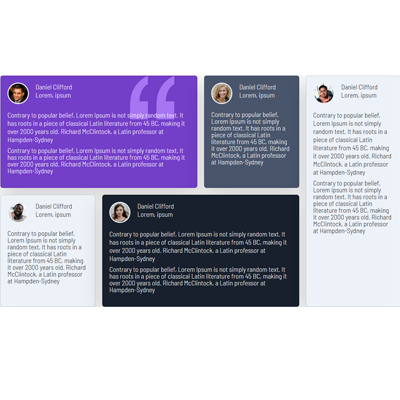 Daniel Clifford
Lorem, ipsum
Contrary to popular belief, Lorem Ipsum is not simply random text. It
has roots in a piece of classical Latin literature from 45 BC, making it
over 2000 years old. Richard McClintock, a Latin professor at
Hampden-Sydney
Contrary to popular belief, Lorem Ipsum is not simply random text. It
has roots in a piece of classical Latin literature from 45 BC, making it
over 2000 years old. Richard McClintock, a Latin professor at
Hampden-Sydney
Daniel Clifford
Lorem, ipsum
Contrary to popular belief,
Lorem Ipsum is not simply
random text. It has roots in a
piece of classical Latin
literature from 45 BC, making
it over 2000 years old. Richard
McClintock, a Latin professor
at Hampden-Sydney
Daniel Clifford
Lorem, ipsum
Contrary to popular belief,
Lorem Ipsum is not simply
random text. It has roots in a
piece of classical Latin
literature from 45 BC, making
it over 2000 years old. Richard
McClintock, a Latin professor
at Hampden-Sydney
Contrary to popular belief,
Lorem Ipsum is not simply
random text. It has roots in a
piece of classical Latin
literature from 45 BC, making
it over 2000 years old. Richard
McClintock, a Latin professor
at Hampden-Sydney
Daniel Clifford
Lorem, ipsum
Contrary to popular belief,
Lorem Ipsum is not simply
random text. It has roots in a
piece of classical Latin
literature from 45 BC, making
it over 2000 years old. Richard
McClintock, a Latin professor
at Hampden-Sydney
Daniel Clifford
Lorem, ipsum
Contrary to popular belief, Lorem Ipsum is not simply random text. It
has roots in a piece of classical Latin literature from 45 BC, making it
over 2000 years old. Richard McClintock, a Latin professor at
Hampden-Sydney
Contrary to popular belief, Lorem Ipsum is not simply random text. It
has roots in a piece of classical Latin literature from 45 BC, making it
over 2000 years old. Richard McClintock, a Latin professor at
Hampden-Sydney